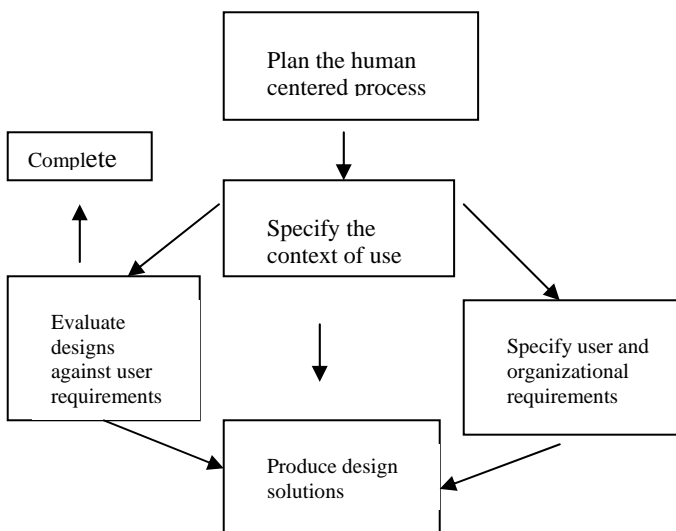 Plan the human
centered process
Complete
Specify the
context of use
Evaluate
designs
against user
requirements
Specify user and
organizational
requirements
Produce design
solutions